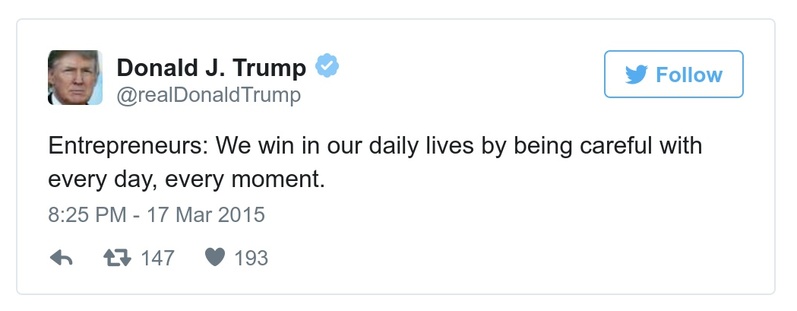 Donald J. Trump
@realDonaldTrump
Follow
Entrepreneurs: We win in our daily lives by being careful with
every day, every moment.
8:25 PM - 17 Mar 2015
147 193